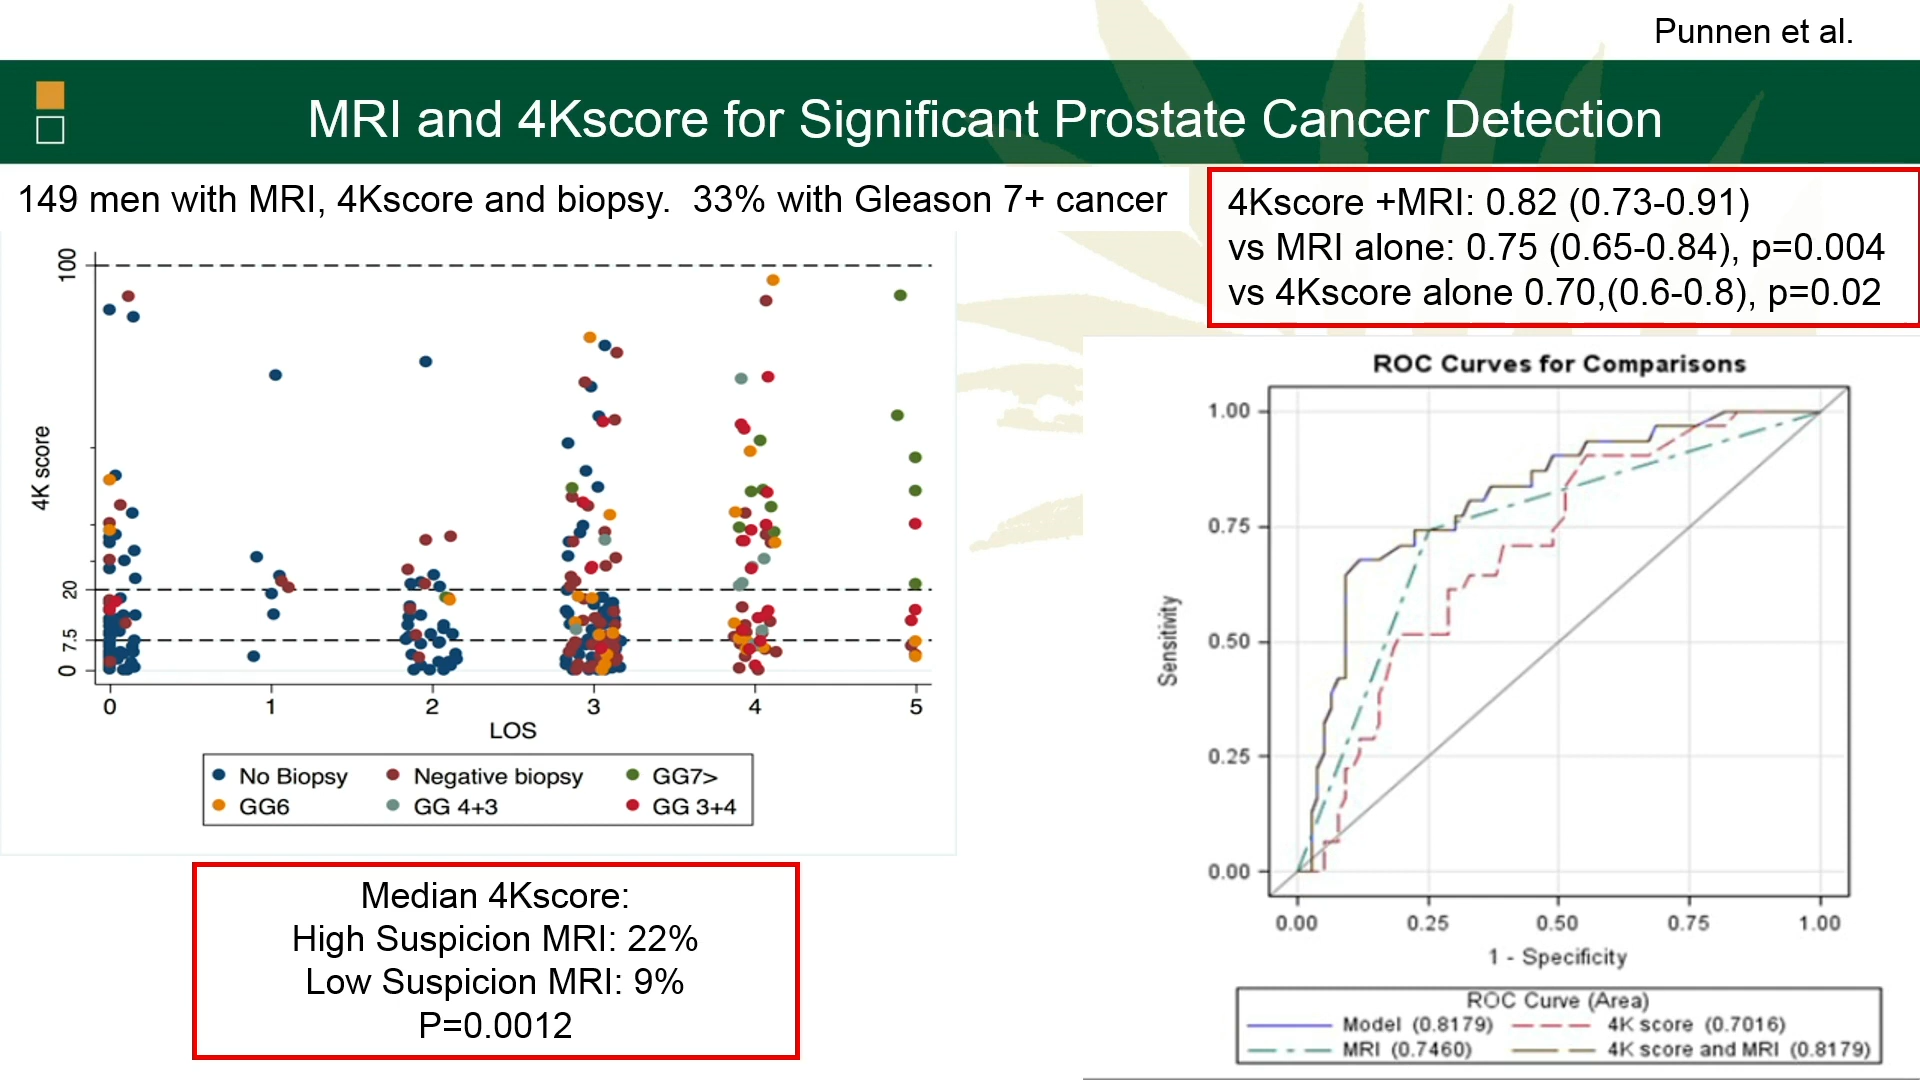 Punnen et al.
MRI and 4Kscore for Significant Prostate Cancer Detection
149 men with MRI, 4Kscore and biopsy.  33% with Gleason 7+ cancer
4Kscore +MRI: 0.82 (0.73-0.91)
vs MRI alone: 0.75 (0.65-0.84), p=0.004
vs 4Kscore alone 0.70,(0.6-0.8), p=0.02
100
20
7.5
0
4K score
0 1 2 3 4 5
LOS
No Biopsy Negative biopsy GG7>
GG6 GG 4+3 GG 3+4
Median 4Kscore:
High Suspicion MRI: 22%
Low Suspicion MRI: 9%
P=0.0012
ROC Curves for Comparisons
1.00
0.75
0.50
0.25
0.00
Sensitivity
0.00 0.25 0.50 0.75 1.00
1 - Specificity
ROC Curve (Area)
Model (0.8179) 4K score (0.7016)
MRI (0.7460) 4K score and MRI (0.8179)